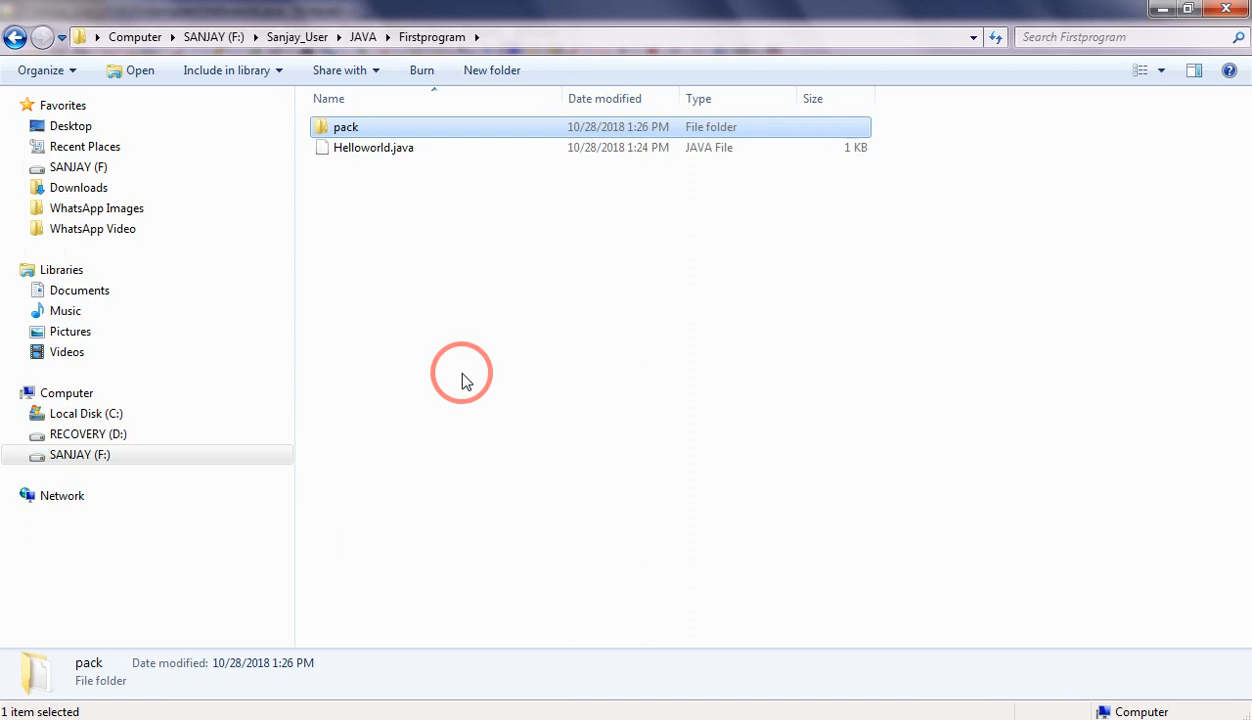 Computer SANJAY (F:) Sanjay_User JAVA Firstprogram
Search Firstprogram
Organize Open Include in library Share with Burn New folder
Name Date modified Type Size
pack 10/28/2018 1:26 PM File folder
Helloworld.java 10/28/2018 1:24 PM JAVA File 1 KB
Favorites
Desktop
Recent Places
SANJAY (F)
Downloads
WhatsApp Images
WhatsApp Video
Libraries
Documents
Music
Pictures
Videos
Computer
Local Disk (C:)
RECOVERY (D:)
SANJAY (F:)
Network
pack Date modified: 10/28/2018 1:26 PM
File folder
1 item selected Computer